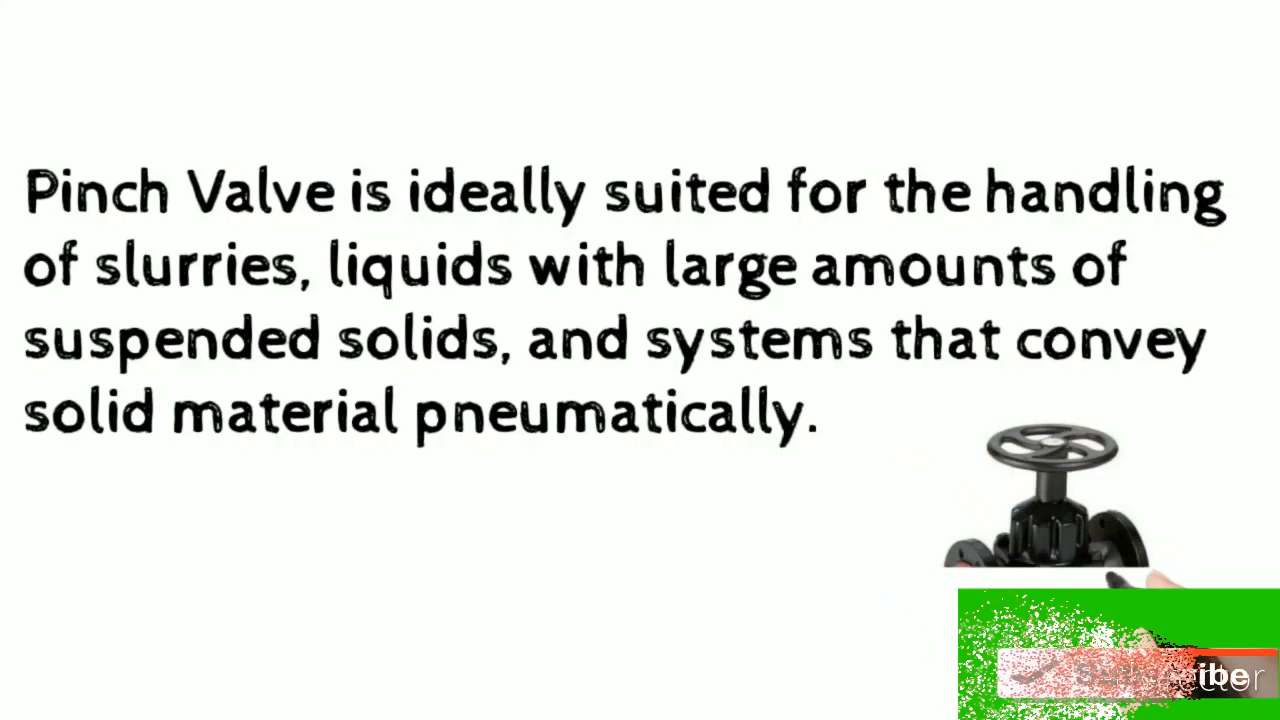 Pinch Valve is ideally suited for the handling
of slurries, liquids with large amounts of
suspended solids, and systems that convey
solid material pneumatically.